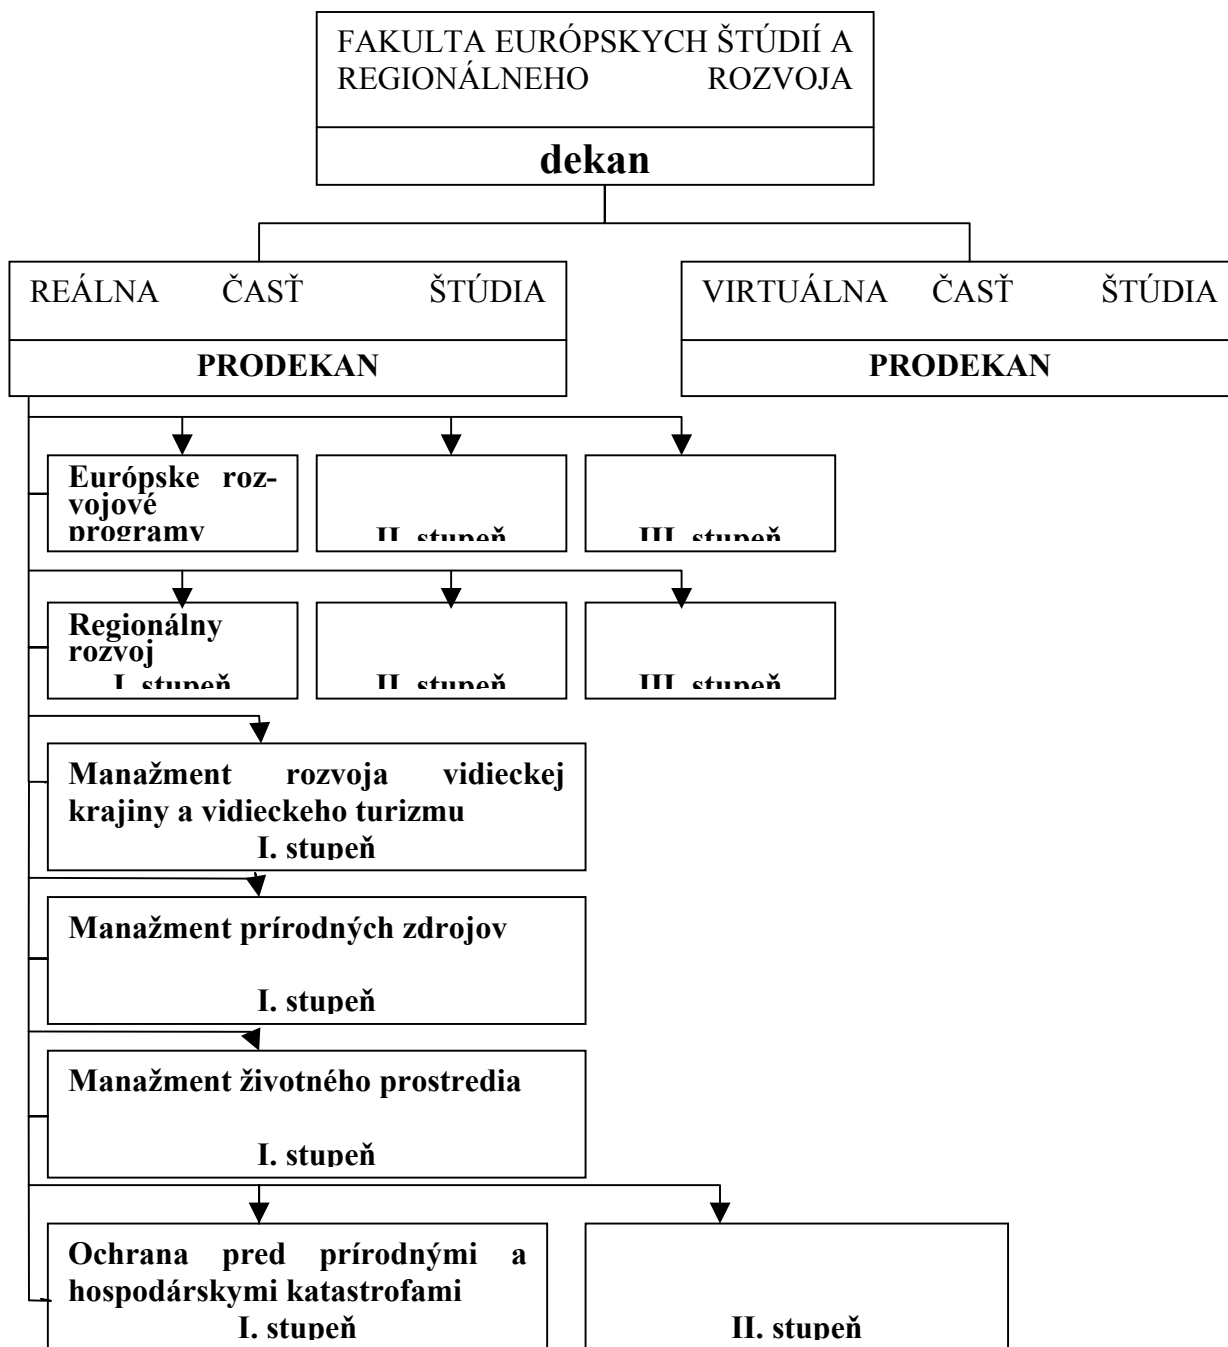 FAKULTA EURÓPSKYCH ŠTÚDIÍ A
REGIONÁLNEHO ROZVOJA
dekan
REÁLNA ČASŤ ŠTÚDIA
PRODEKAN
VIRTUÁLNA ČASŤ ŠTÚDIA
PRODEKAN
Európske roz-
vojové
programy
II. stupeň
III. stupeň
Regionálny
rozvoj
I. stupeň
II. stupeň
III. stupeň
Manažment rozvoja vidieckej
krajiny a vidieckeho turizmu
I. stupeň
Manažment prírodných zdrojov
I. stupeň
Manažment životného prostredia
I. stupeň
Ochrana pred prírodnými a
hospodárskymi katastrofami
I. stupeň
II. stupeň